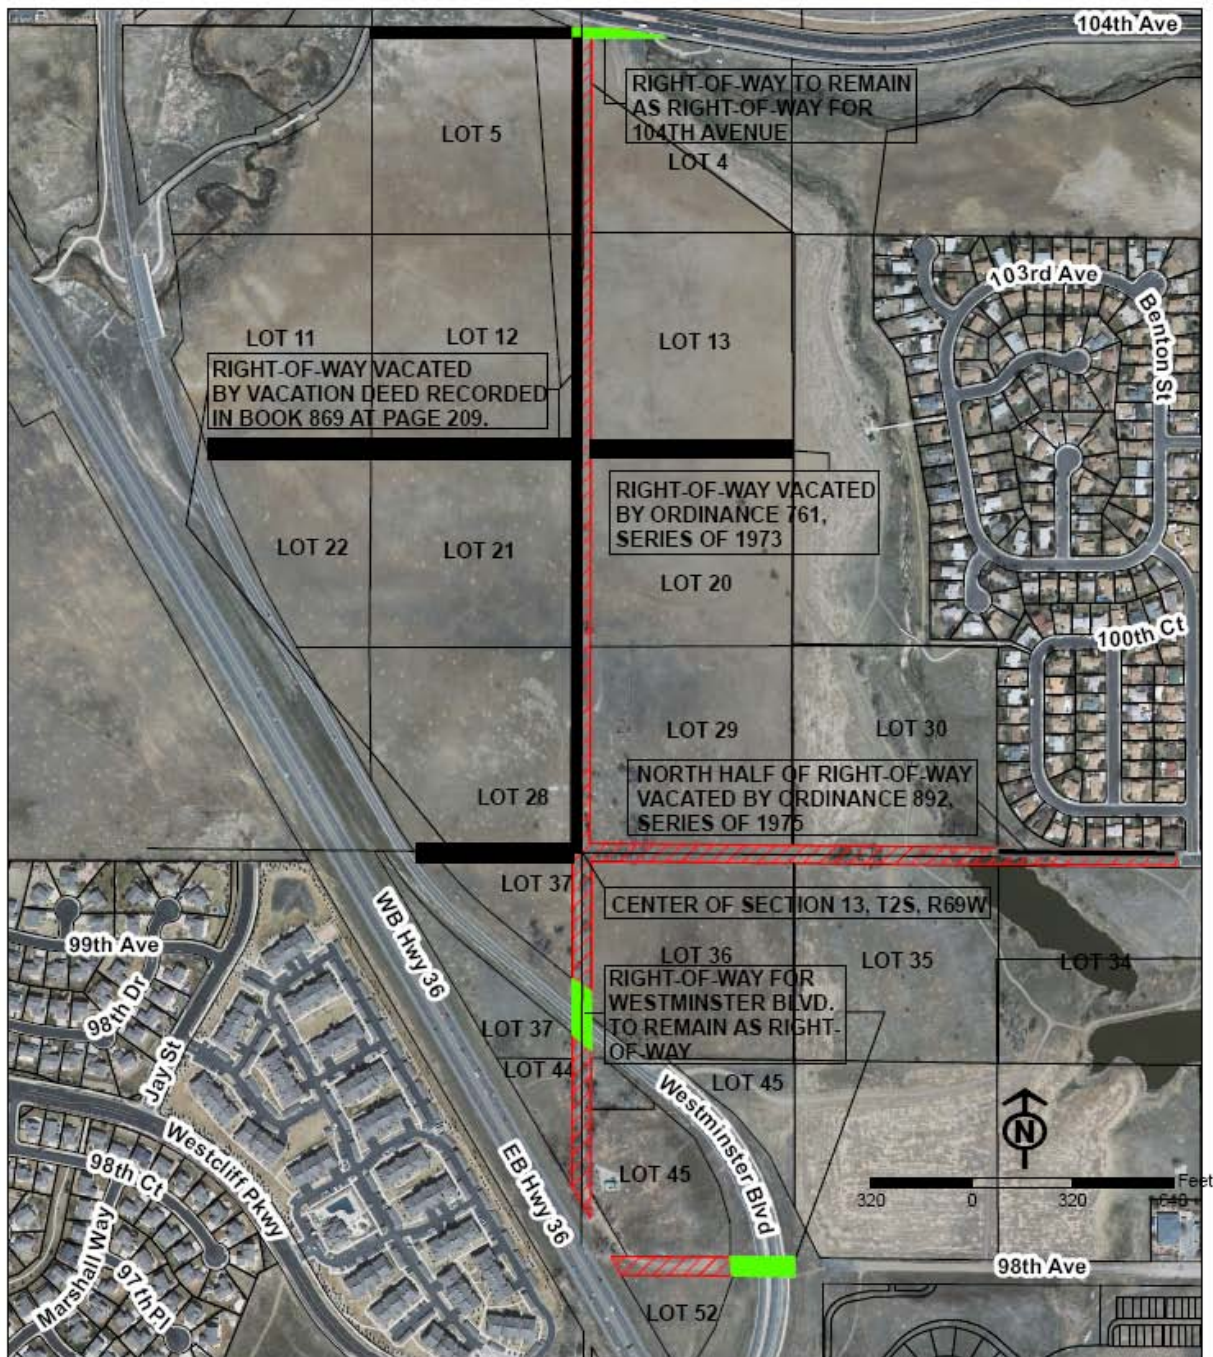 104th Ave
RIGHT-OF-WAY TO REMAIN
AS RIGHT-OF-WAY FOR
104TH AVENUE
LOT 5
LOT 4
103rd Ave
Benton St
LOT 11
LOT 12
LOT 13
RIGHT-OF-WAY VACATED
BY VACATION DEED RECORDED
IN BOOK 869 AT PAGE 209.
RIGHT-OF-WAY VACATED
BY ORDINANCE 761,
SERIES OF 1973
LOT 22
LOT 21
LOT 20
100th Ct
LOT 29
LOT 30
NORTH HALF OF RIGHT-OF-WAY
VACATED BY ORDINANCE 892,
SERIES OF 1975
LOT 28
LOT 37
CENTER OF SECTION 13, T2S, R69W
WB Hwy 36
99th Ave
98th Dr
Jay St
LOT 36
LOT 35
LOT 34
RIGHT-OF-WAY FOR
WESTMINSTER BLVD.
TO REMAIN AS RIGHT-
OF-WAY
LOT 37
LOT 44
LOT 45
Westminster Blvd
N
Westcliff Pkwy
EB Hwy 36
LOT 45
98th Ct
Marshall Way
97th Pl
Feet
320 0 320 640
98th Ave
LOT 52